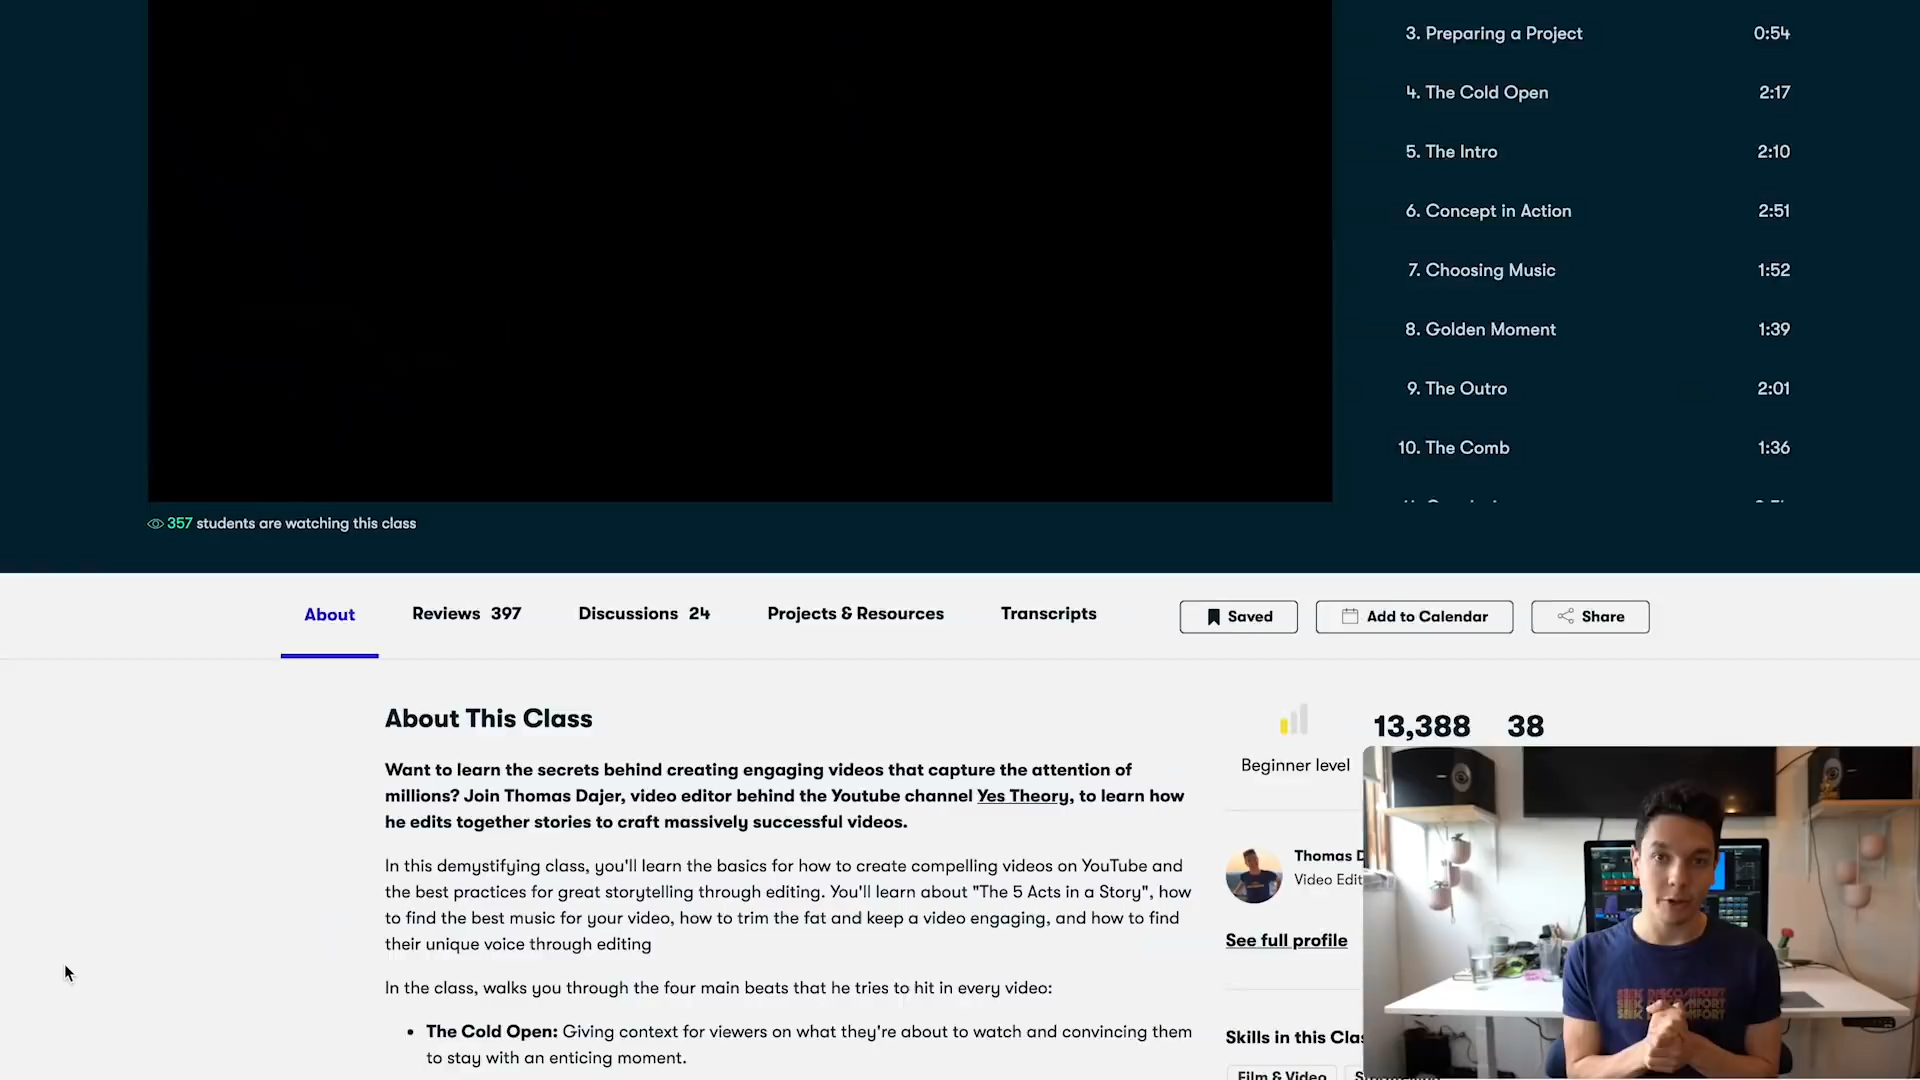 3. Preparing a Project 0:54
4. The Cold Open 2:17
5. The Intro 2:10
6. Concept in Action 2:51
7. Choosing Music 1:52
8. Golden Moment 1:39
9. The Outro 2:01
10. The Comb 1:36
357 students are watching this class
About Reviews 397 Discussions 24 Projects & Resources Transcripts Saved Add to Calendar Share
About This Class
Want to learn the secrets behind creating engaging videos that capture the attention of
millions? Join Thomas Dajer, video editor behind the Youtube channel Yes Theory, to learn how
he edits together stories to craft massively successful videos.
In this demystifying class, you'll learn the basics for how to create compelling videos on YouTube and
the best practices for great storytelling through editing. You'll learn about "The 5 Acts in a Story", how
to find the best music for your video, how to trim the fat and keep a video engaging, and how to find
their unique voice through editing
In the class, walks you through the four main beats that he tries to hit in every video:
• The Cold Open: Giving context for viewers on what they're about to watch and convincing them
to stay with an enticing moment.
13,388 38
Beginner level
Thomas D
Video Edit
See full profile
Skills in this Clas
Film & Video
SEEK DISCOMFORT
SEEK DISCOMFORT
SEEK DISCOMFORT